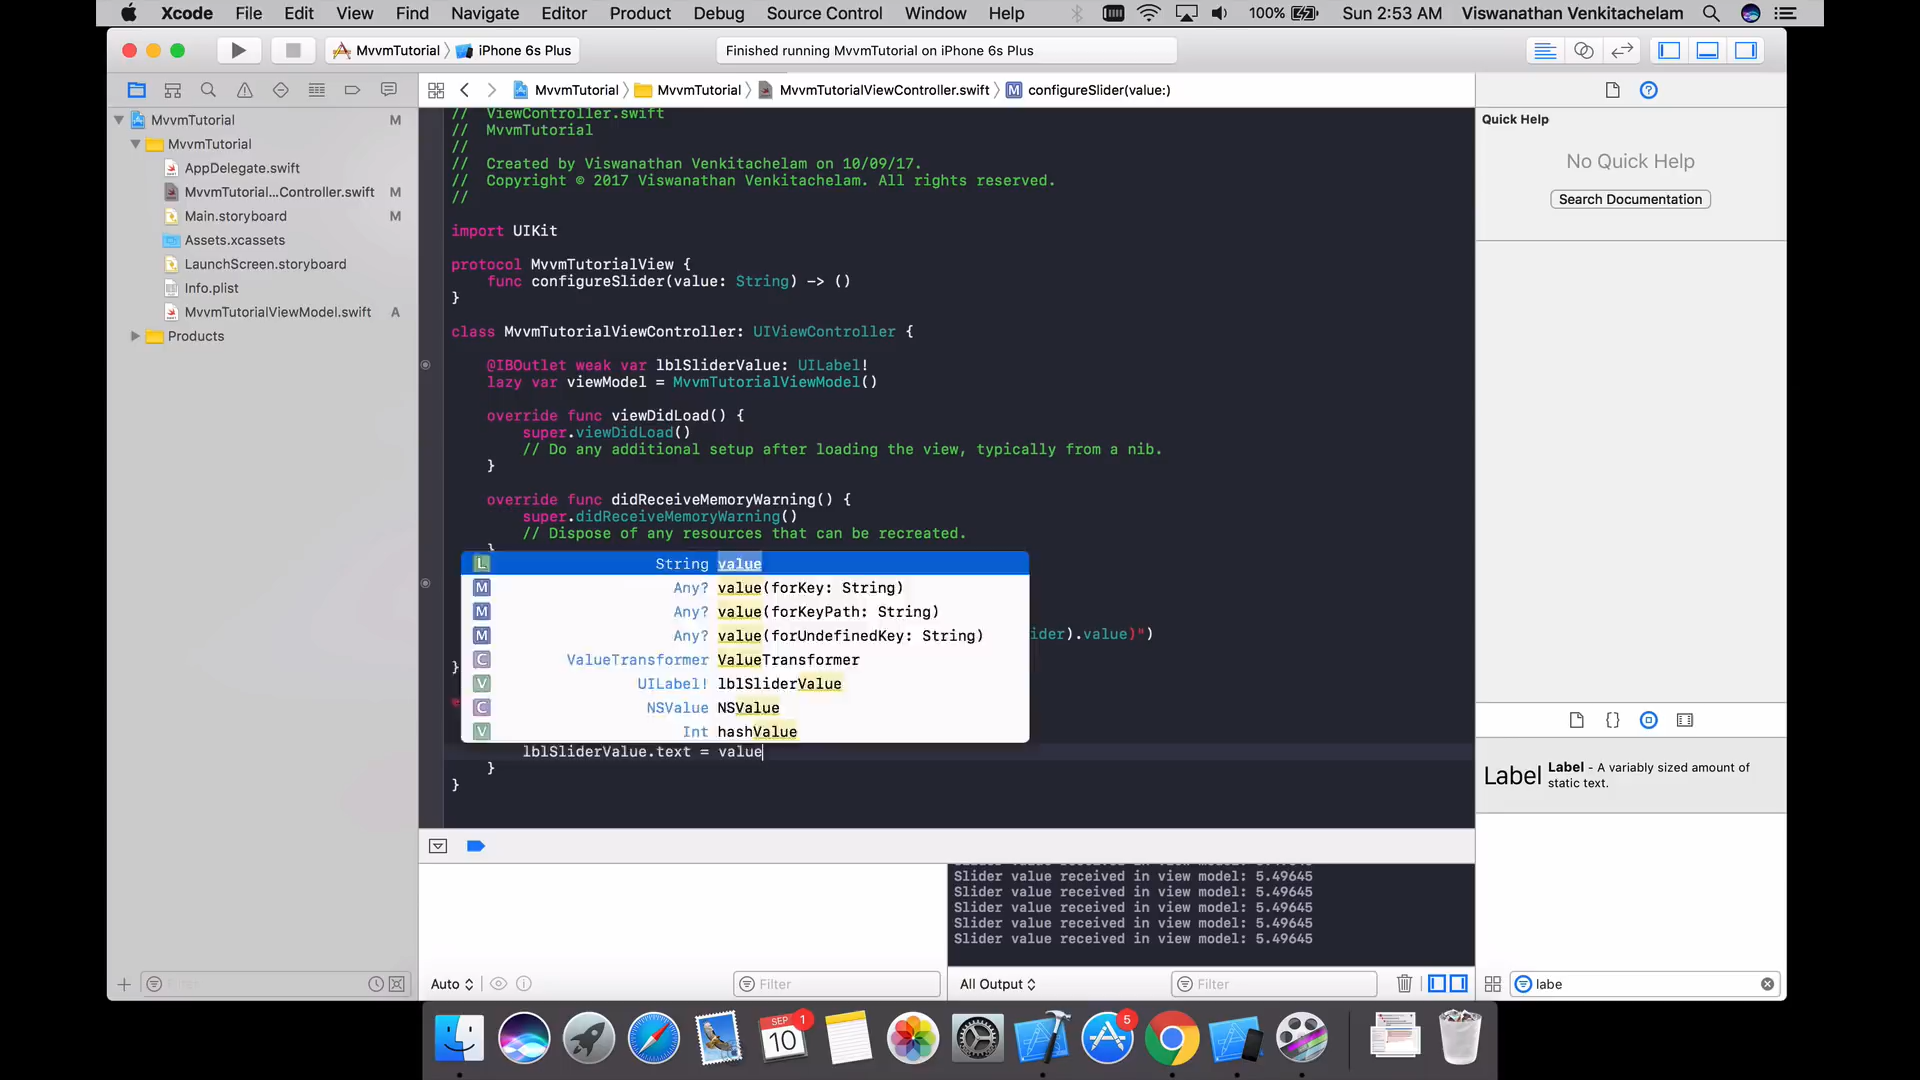 Xcode File Edit View Find Navigate Editor Product Debug Source Control Window Help 100% Sun 2:53 AM Viswanathan Venkitachelam
MvvmTutorial iPhone 6s Plus Finished running MvvmTutorial on iPhone 6s Plus
MvvmTutorial MvvmTutorial MvvmTutorialViewController.swift M configureSlider(value:)
MvvmTutorial M
MvvmTutorial
AppDelegate.swift
MvvmTutorial...Controller.swift M
Main.storyboard M
Assets.xcassets
LaunchScreen.storyboard
Info.plist
MvvmTutorialViewModel.swift A
Products
// ViewController.swift
// MvvmTutorial
//
// Created by Viswanathan Venkitachelam on 10/09/17.
// Copyright © 2017 Viswanathan Venkitachelam. All rights reserved.
//
import UIKit
protocol MvvmTutorialView {
func configureSlider(value: String) -> ()
}
class MvvmTutorialViewController: UIViewController {
@IBOutlet weak var lblSliderValue: UILabel!
lazy var viewModel = MvvmTutorialViewModel()
override func viewDidLoad() {
super.viewDidLoad()
// Do any additional setup after loading the view, typically from a nib.
}
override func didReceiveMemoryWarning() {
super.didReceiveMemoryWarning()
// Dispose of any resources that can be recreated.
}
L String value
M Any? value(forKey: String)
M Any? value(forKeyPath: String)
M Any? value(forUndefinedKey: String)
C ValueTransformer ValueTransformer
V UILabel! lblSliderValue
C NSValue NSValue
V Int hashValue
ider).value)")
}
lblSliderValue.text = value
}
}
Slider value received in view model: 5.49645
Slider value received in view model: 5.49645
Slider value received in view model: 5.49645
Slider value received in view model: 5.49645
Slider value received in view model: 5.49645
Filter
Auto
Filter
All Output
Filter
Quick Help
No Quick Help
Search Documentation
{}
Label
Label - A variably sized amount of
static text.
labe
SEP
10
1
5